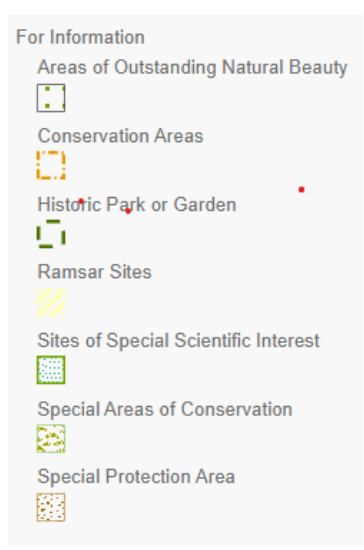 For Information
Areas of Outstanding Natural Beauty
Conservation Areas
Historic Park or Garden
Ramsar Sites
Sites of Special Scientific Interest
Special Areas of Conservation
Special Protection Area